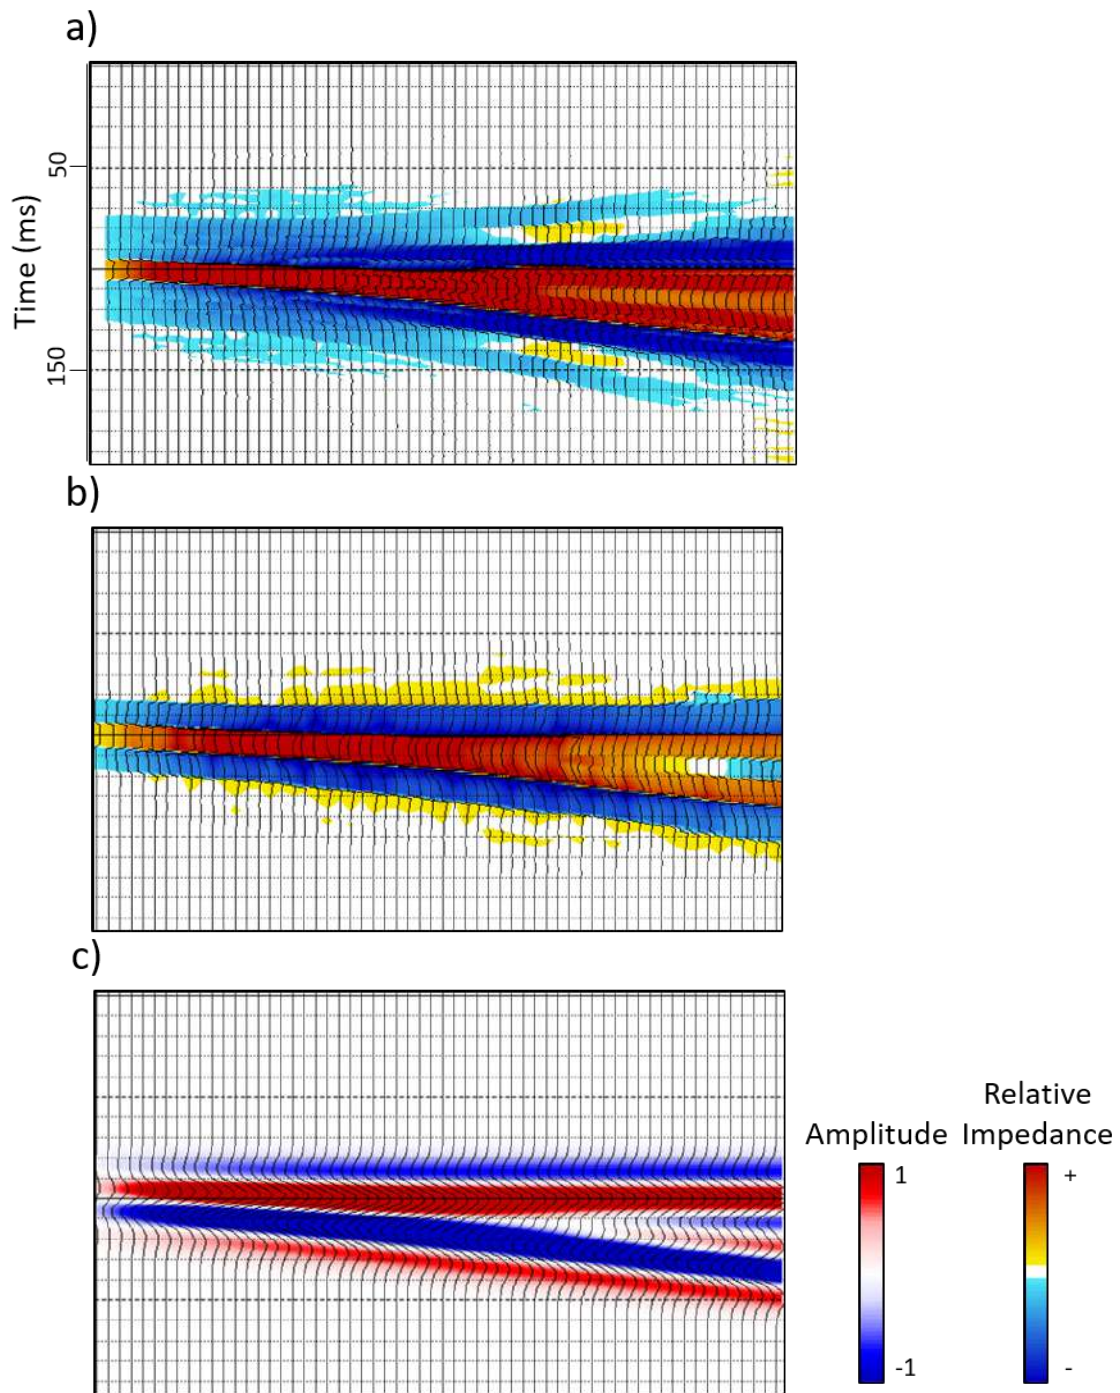 a)
50
Time (ms)
150
b)
c)
Relative
Amplitude Impedance
1 +
-1 -